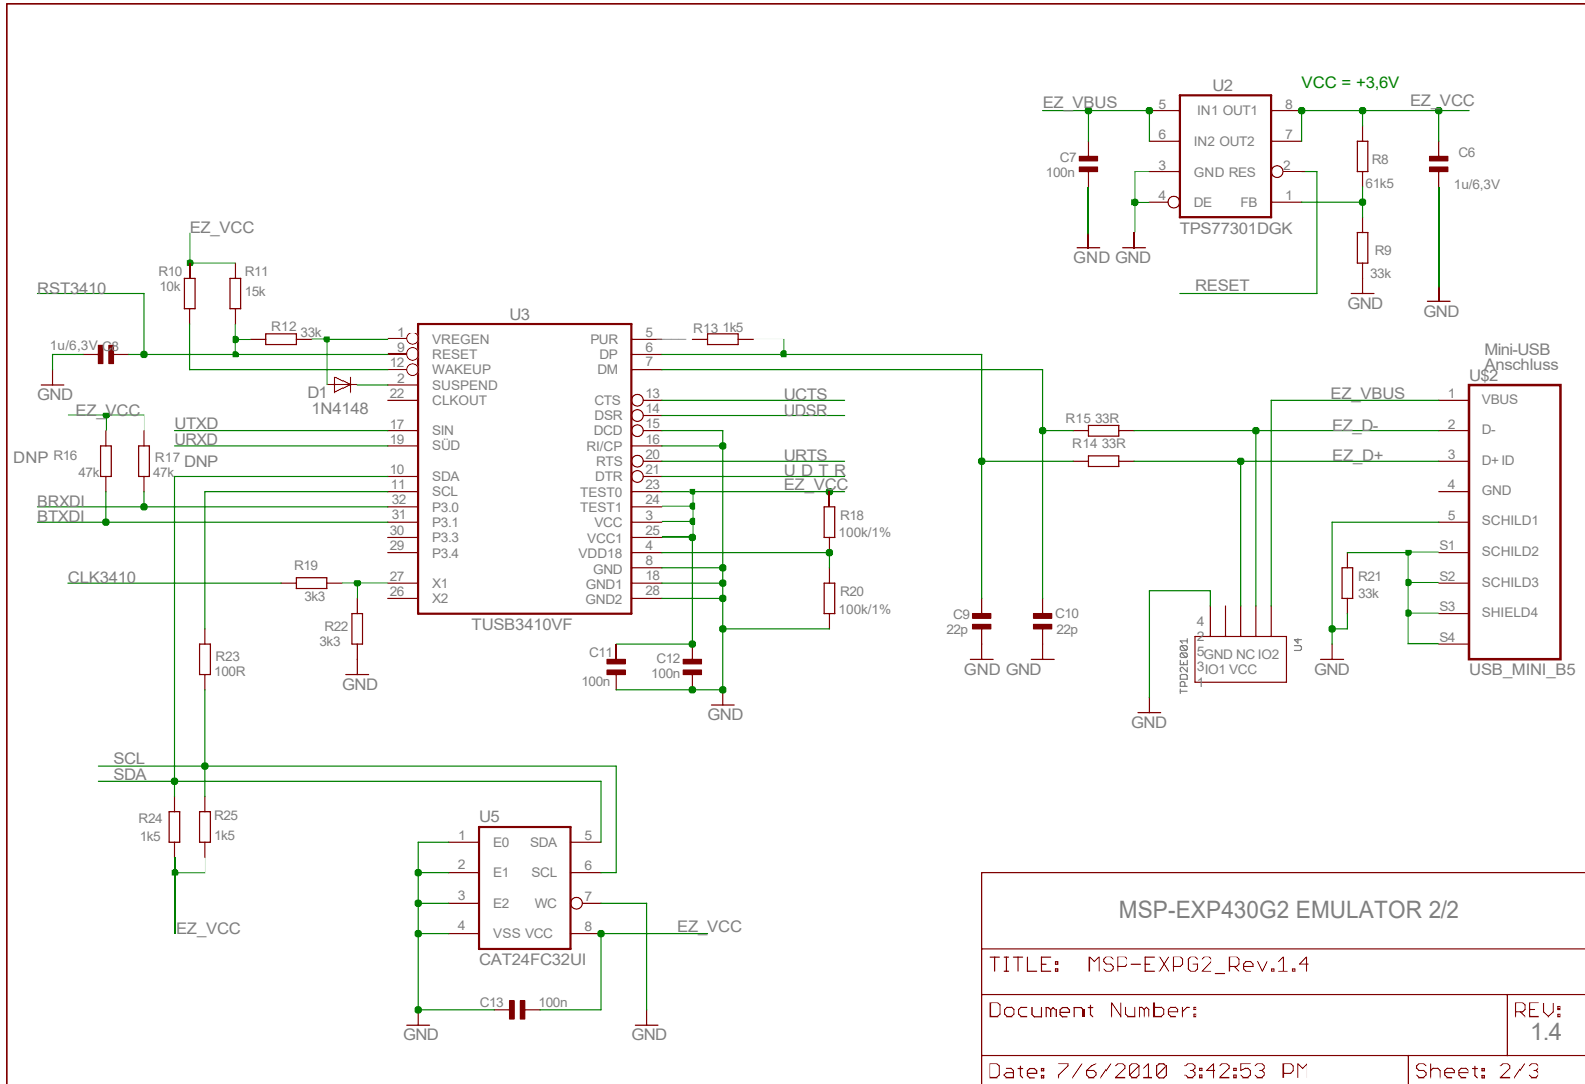 U2
VCC = +3,6V
EZ_VBUS
EZ_VCC
5
IN1 OUT1
8
6
IN2 OUT2
7
3
GND RES
2
4
DE
FB
1
TPS77301DGK
C7
100n
R8
61k5
C6
1u/6,3V
R9
33k
GND
GND
GND
GND
RESET
EZ_VCC
R10
10k
R11
15k
RST3410
R12
33k
1u/6,3V
GND
D1
1N4148
U3
1
VREGEN
9
RESET
12
WAKEUP
2
SUSPEND
22
CLKOUT
17
SIN
19
SÜD
10
SDA
11
SCL
32
P3.0
31
P3.1
30
P3.3
29
P3.4
27
X1
26
X2
PUR
5
DP
6
DM
7
CTS
13
DSR
14
DCD
15
RI/CP
16
RTS
20
DTR
21
TEST0
23
TEST1
24
VCC
3
VCC1
25
VDD18
4
GND
8
GND1
18
GND2
28
TUSB3410VF
R13 1k5
UCTS
UDSR
URTS
U D T R
EZ_VCC
R18
100k/1%
R20
100k/1%
EZ_VCC
UTXD
URXD
DNP R16
47k
R17
47k
DNP
BRXDI
BTXDI
CLK3410
R19
3k3
R22
3k3
GND
R23
100R
C11
100n
C12
100n
GND
Mini-USB
Anschluss
U$2
EZ_VBUS
1
VBUS
R15 33R
EZ_D-
2
D-
R14 33R
EZ_D+
3
D+ ID
4
GND
5
SCHILD1
S1
SCHILD2
S2
SCHILD3
S3
SHIELD4
S4
USB_MINI_B5
R21
33k
GND
C9
22p
C10
22p
GND
GND
4
2
5
3
1
GND NC IO2
IO1 VCC
TPD2E001
U4
GND
SCL
SDA
R24
1k5
R25
1k5
EZ_VCC
U5
1
E0
SDA
5
2
E1
SCL
6
3
E2
WC
7
4
VSS VCC
8
EZ_VCC
CAT24FC32UI
C13
100n
GND
GND
MSP-EXP430G2 EMULATOR 2/2
TITLE: MSP-EXPG2_Rev.1.4
Document Number:
REV:
1.4
Date: 7/6/2010 3:42:53 PM
Sheet: 2/3